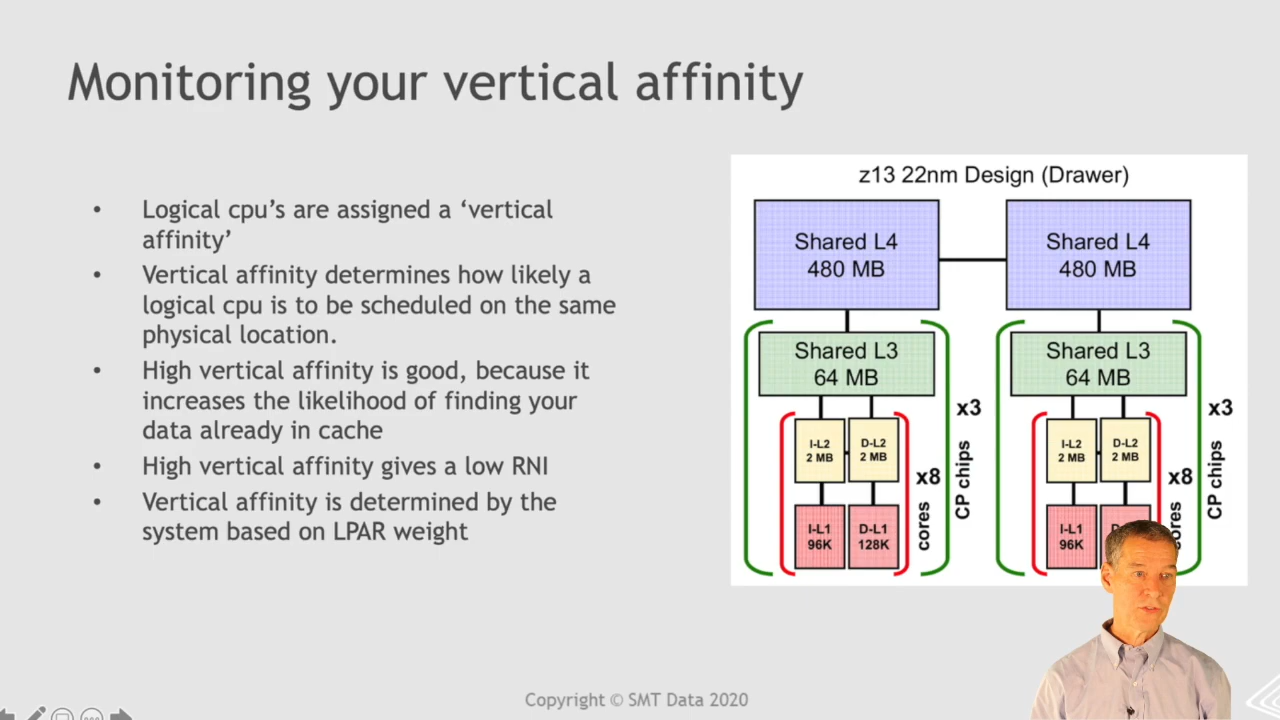 Monitoring your vertical affinity
• Logical cpu's are assigned a ‘vertical
affinity’
• Vertical affinity determines how likely a
logical cpu is to be scheduled on the same
physical location.
• High vertical affinity is good, because it
increases the likelihood of finding your
data already in cache
• High vertical affinity gives a low RNI
• Vertical affinity is determined by the
system based on LPAR weight
z13 22nm Design (Drawer)
Shared L4
480 MB
Shared L4
480 MB
Shared L3
64 MB
Shared L3
64 MB
x3
CP chips
x3
CP chips
I-L2
2 MB
D-L2
2 MB
x8
cores
I-L2
2 MB
D-L2
2 MB
x8
I-L1
96K
D-L1
128K
I-L1
96K
Copyright © SMT Data 2020